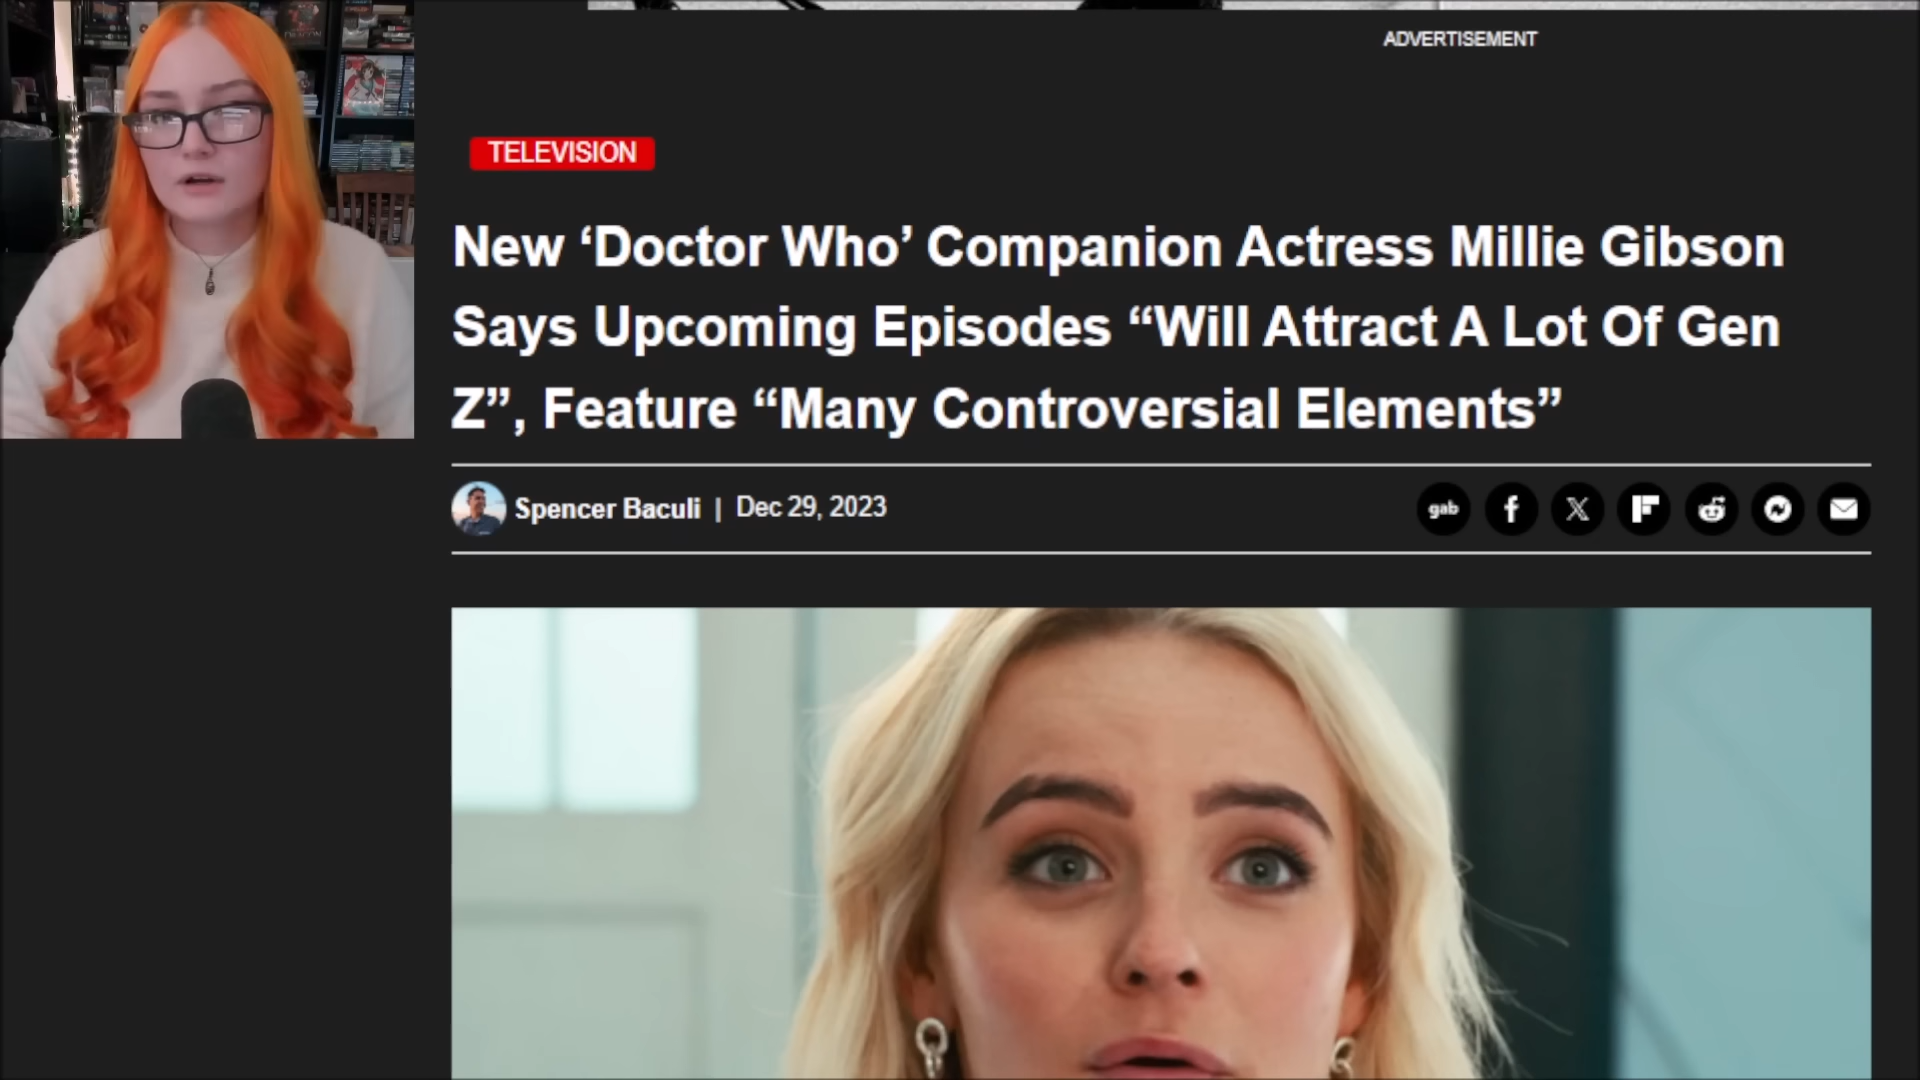 ADVERTISEMENT
TELEVISION
New ‘Doctor Who’ Companion Actress Millie Gibson
Says Upcoming Episodes “Will Attract A Lot Of Gen
Z”, Feature “Many Controversial Elements”
Spencer Baculi | Dec 29, 2023
gab